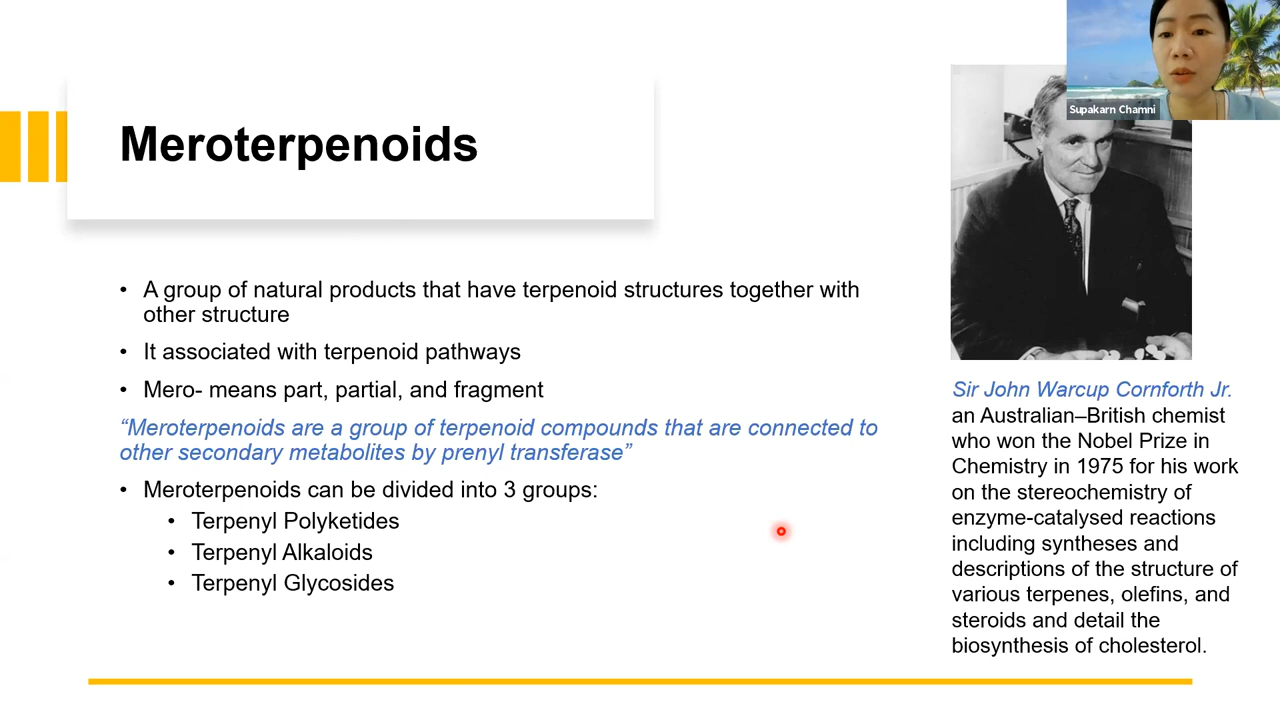 Meroterpenoids
• A group of natural products that have terpenoid structures together with
other structure
• It associated with terpenoid pathways
• Mero- means part, partial, and fragment
“Meroterpenoids are a group of terpenoid compounds that are connected to
other secondary metabolites by prenyl transferase”
• Meroterpenoids can be divided into 3 groups:
• Terpenyl Polyketides
• Terpenyl Alkaloids
• Terpenyl Glycosides
Supakarn Chamni
Sir John Warcup Cornforth Jr.
an Australian–British chemist
who won the Nobel Prize in
Chemistry in 1975 for his work
on the stereochemistry of
enzyme-catalysed reactions
including syntheses and
descriptions of the structure of
various terpenes, olefins, and
steroids and detail the
biosynthesis of cholesterol.